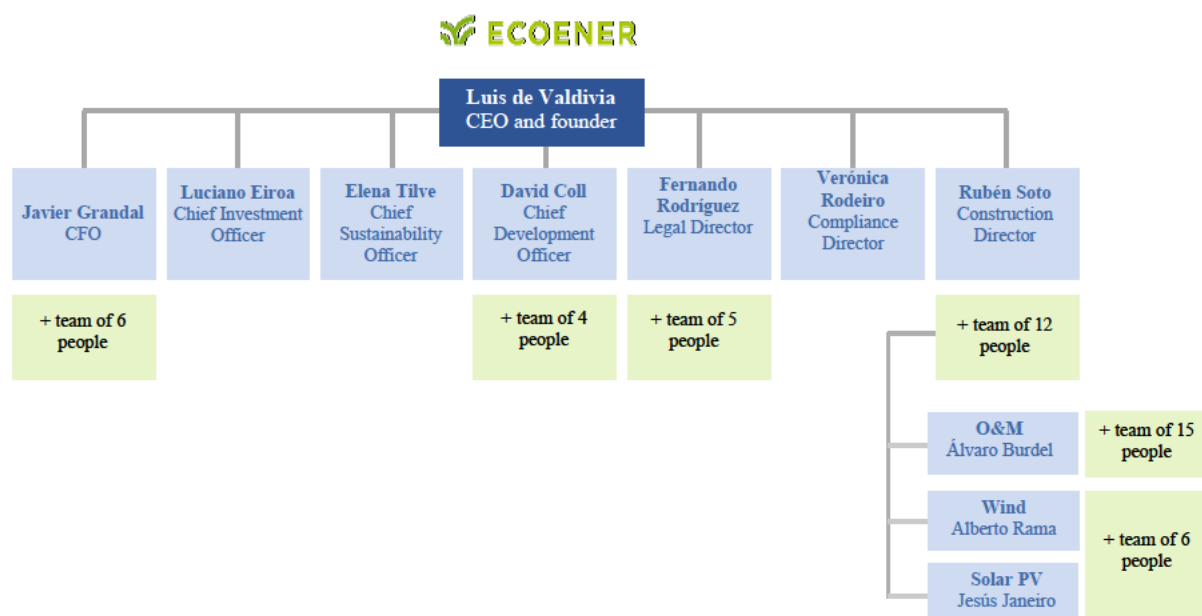 ECOENER
Luis de Valdivia
CEO and founder
Javier Grandal
CFO
Luciano Eiroa
Chief Investment
Officer
Elena Tilve
Chief
Sustainability
Officer
David Coll
Chief
Development
Officer
Fernando
Rodríguez
Legal Director
Verónica
Rodeiro
Compliance
Director
Rubén Soto
Construction
Director
+ team of 6
people
+ team of 4
people
+ team of 5
people
+ team of 12
people
O&M
Álvaro Burdel
+ team of 15
people
Wind
Alberto Rama
+ team of 6
people
Solar PV
Jesús Janeiro